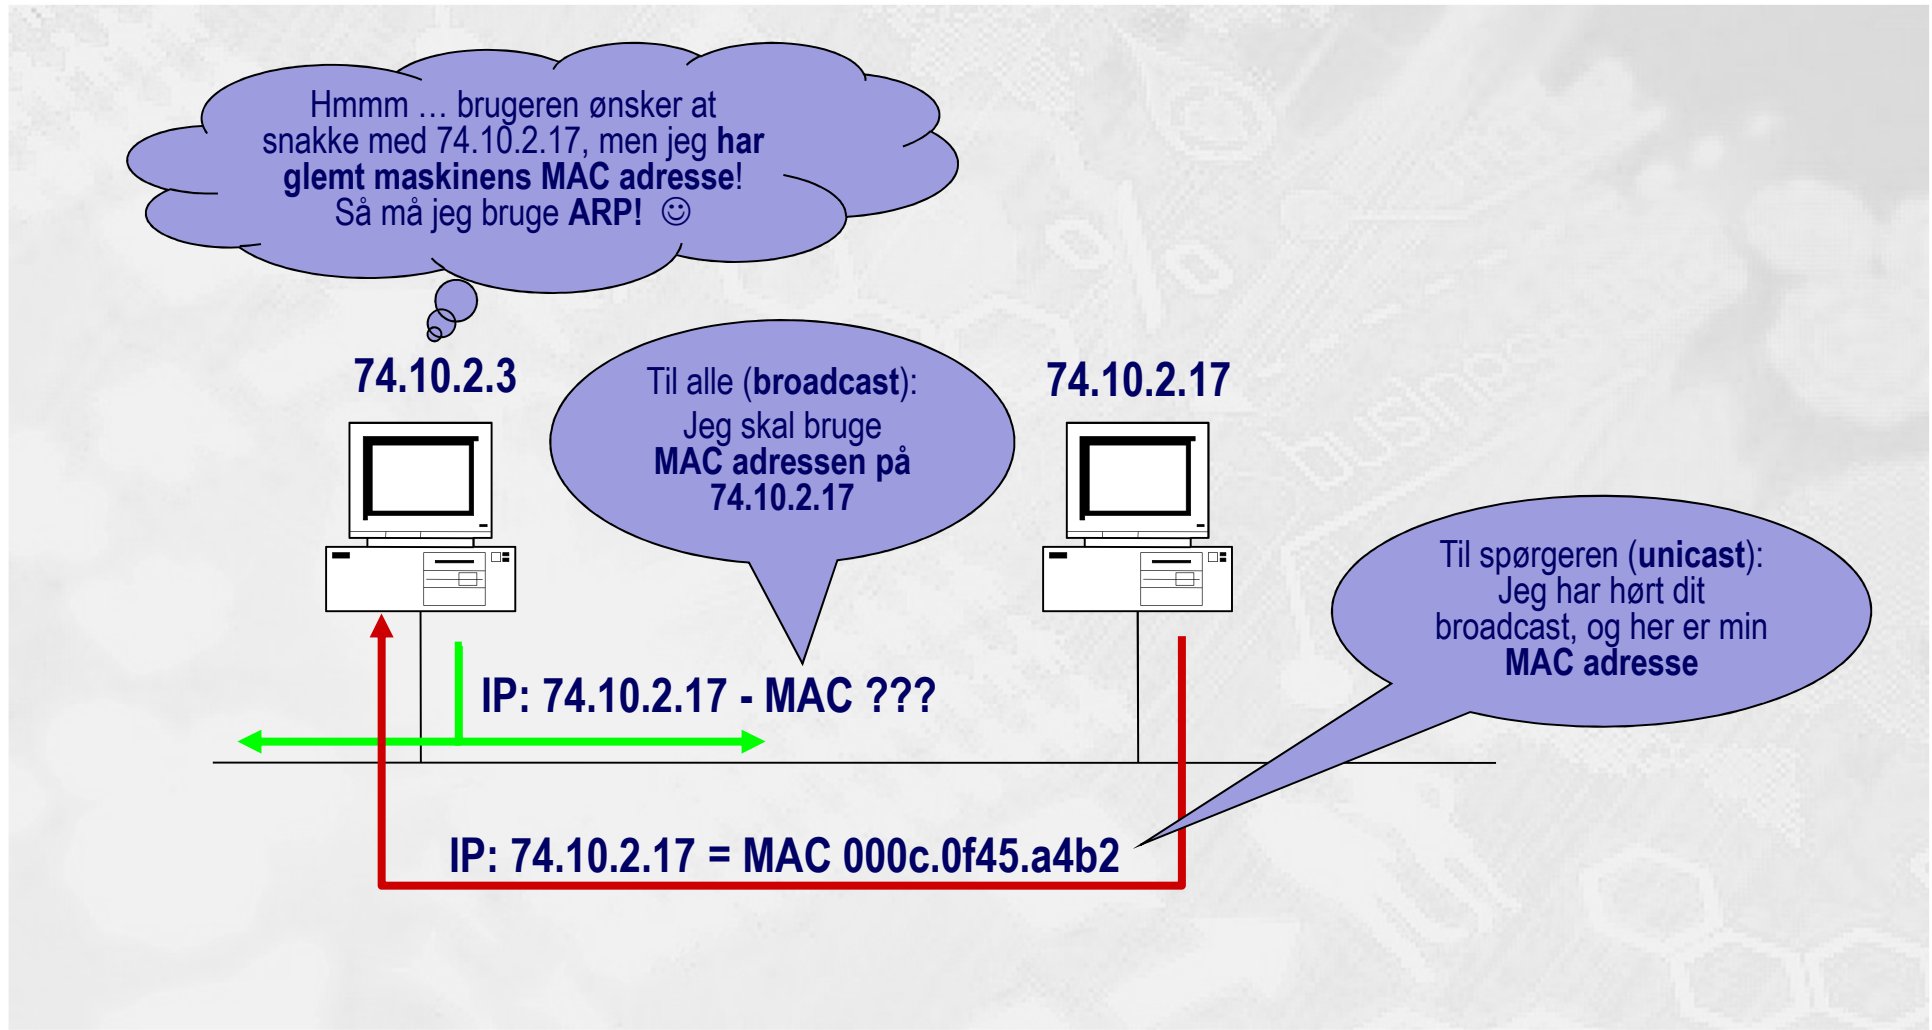 Hmmm … brugeren ønsker at
snakke med 74.10.2.17, men jeg har
glemt maskinens MAC adresse!
Så må jeg bruge ARP! ☺
74.10.2.3
Til alle (broadcast):
Jeg skal bruge
MAC adressen på
74.10.2.17
74.10.2.17
Til spørgeren (unicast):
Jeg har hørt dit
broadcast, og her er min
MAC adresse
IP: 74.10.2.17 - MAC ???
IP: 74.10.2.17 = MAC 000c.0f45.a4b2